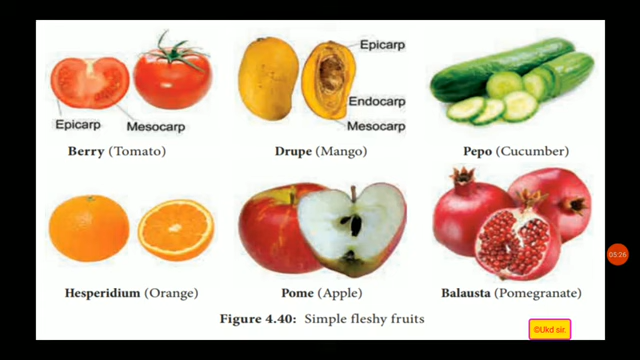 Epicarp
Endocarp
Mesocarp
Epicarp
Mesocarp
Berry (Tomato)
Drupe (Mango)
Pepo (Cucumber)
Hesperidium (Orange)
Pome (Apple)
Balausta (Pomegranate)
Figure 4.40: Simple fleshy fruits
05:26
©Ukd sir.